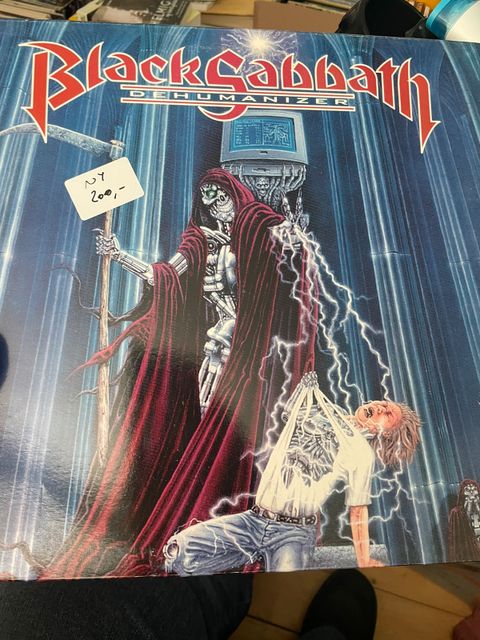 Black Sabbath
DEHUMANIZER
NY
200,-